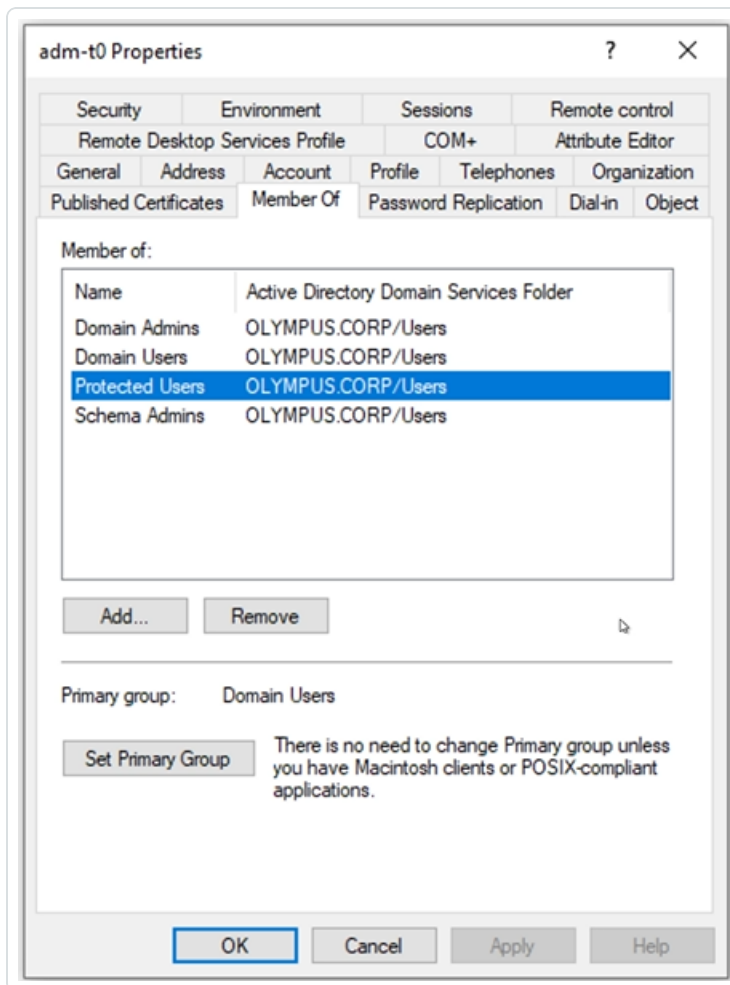 adm-t0 Properties ?
Security Environment Sessions Remote control
Remote Desktop Services Profile COM+ Attribute Editor
General Address Account Profile Telephones Organization
Published Certificates Member Of Password Replication Dial-in Object
Member of:
Name Active Directory Domain Services Folder
Domain Admins OLYMPUS.CORP/Users
Domain Users OLYMPUS.CORP/Users
Protected Users OLYMPUS.CORP/Users
Schema Admins OLYMPUS.CORP/Users
Add... Remove
Primary group: Domain Users
Set Primary Group
There is no need to change Primary group unless
you have Macintosh clients or POSIX-compliant
applications.
OK Cancel Apply Help